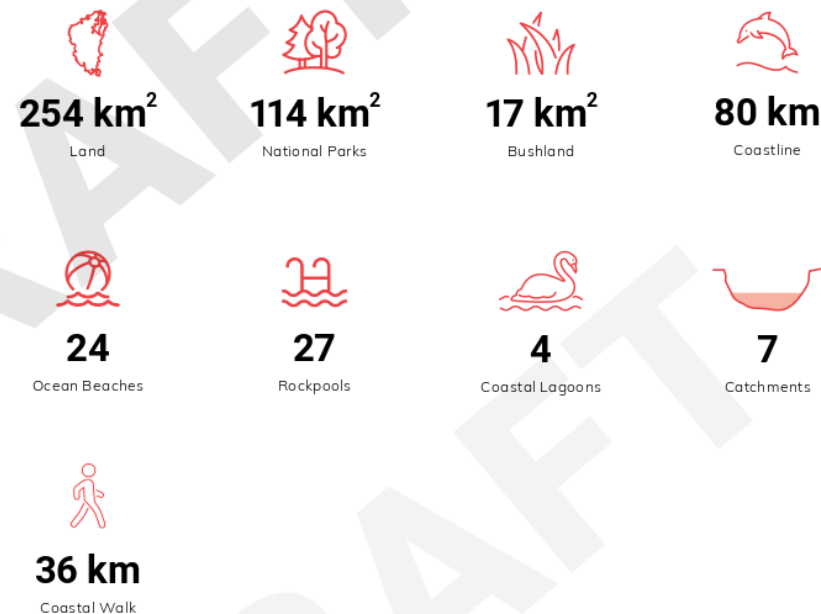 254 km²
Land
114 km²
National Parks
17 km²
Bushland
80 km
Coastline
24
Ocean Beaches
27
Rockpools
4
Coastal Lagoons
7
Catchments
36 km
Coastal Walk
DRAFT